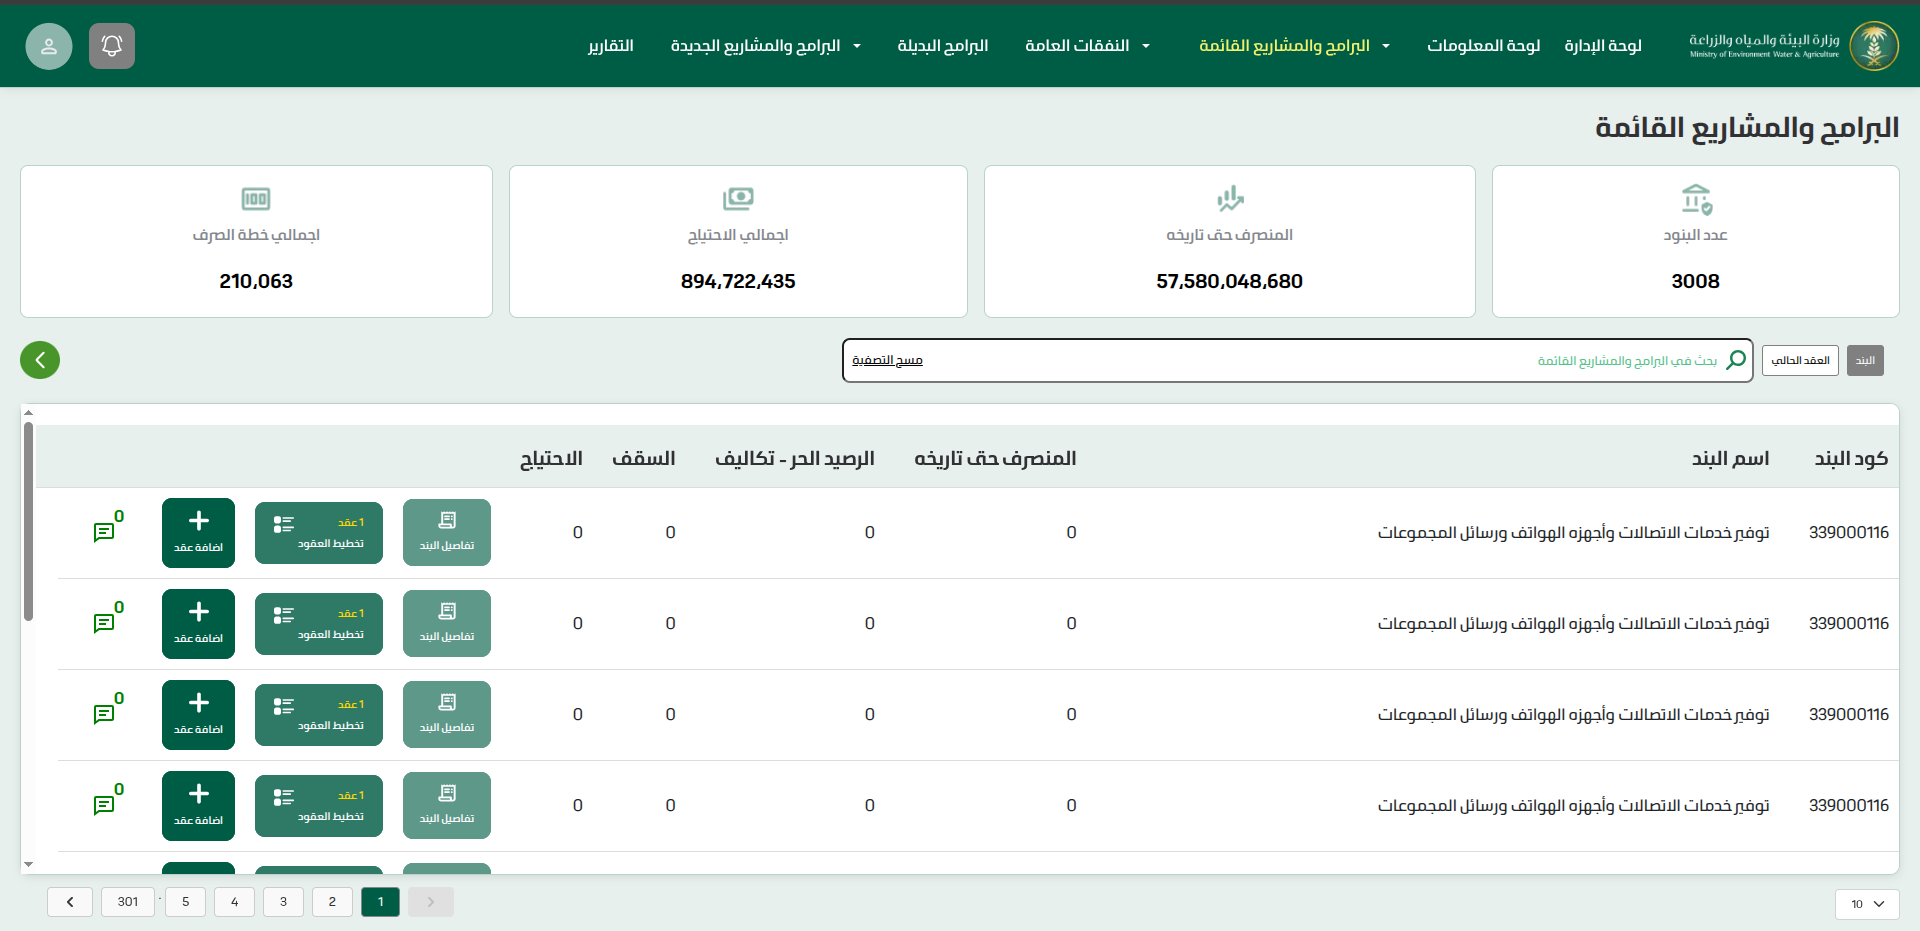 وزارة البيئة والمياه والزراعة
Ministry of Environment Water & Agriculture
لوحة الإدارة
لوحة المعلومات
البرامج والمشاريع القائمة
النفقات العامة
البرامج البديلة
البرامج والمشاريع الجديدة
التقارير
البرامج والمشاريع القائمة
عدد البنود
3008
المنصرف حتى تاريخه
57,580,048,680
اجمالي الاحتياج
894,722,435
اجمالي خطة الصرف
210,063
البند
العقد الحالي
بحث في البرامج والمشاريع القائمة
مسح التصفية
كود البند اسم البند المنصرف حتى تاريخه الرصيد الحر - تكاليف السقف الاحتياج
339000116 توفير خدمات الاتصالات وأجهزه الهواتف ورسائل المجموعات 0 0 0 0
تفاصيل البند
1 عقد
تخطيط العقود
اضافة عقد
0
339000116 توفير خدمات الاتصالات وأجهزه الهواتف ورسائل المجموعات 0 0 0 0
تفاصيل البند
1 عقد
تخطيط العقود
اضافة عقد
0
339000116 توفير خدمات الاتصالات وأجهزه الهواتف ورسائل المجموعات 0 0 0 0
تفاصيل البند
1 عقد
تخطيط العقود
اضافة عقد
0
339000116 توفير خدمات الاتصالات وأجهزه الهواتف ورسائل المجموعات 0 0 0 0
تفاصيل البند
1 عقد
تخطيط العقود
اضافة عقد
0
10
1 2 3 4 5 . 301